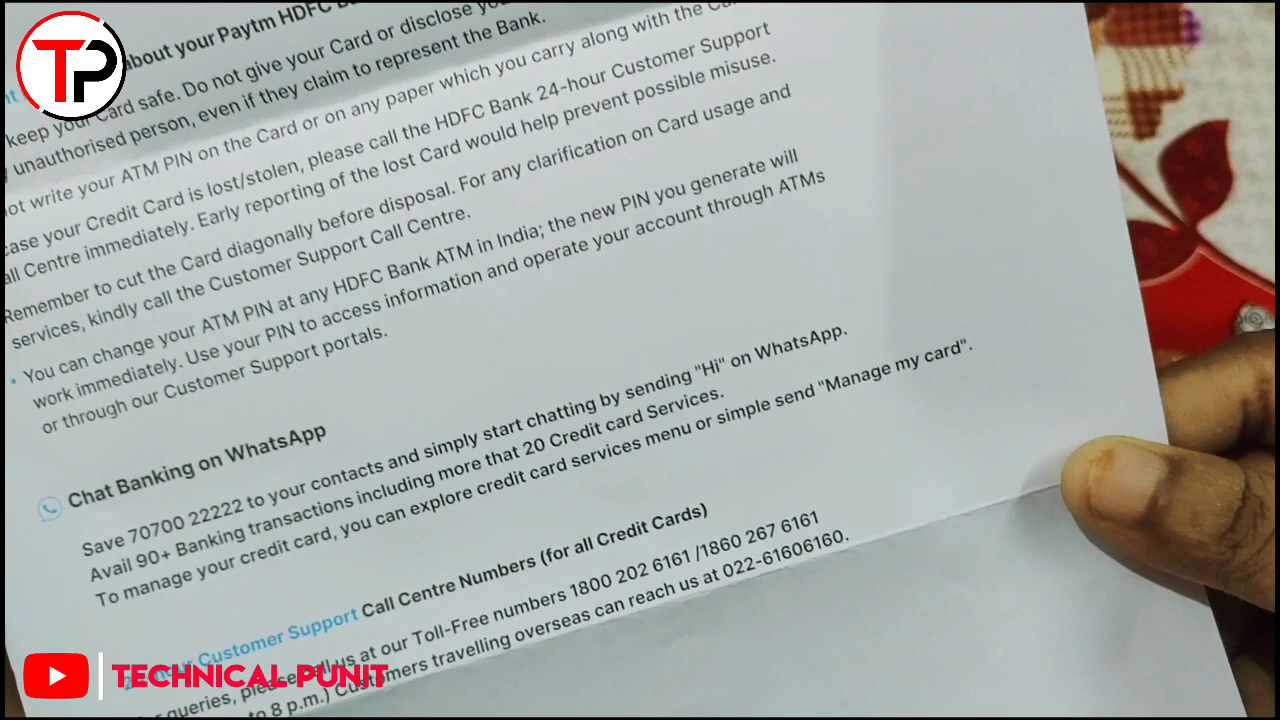 TP
about your Paytm HDFC
keep your Card safe. Do not give your Card or disclose
unauthorised person, even if they claim to represent the Bank.
not write your ATM PIN on the Card or on any paper which you carry along with the
case your Credit Card is lost/stolen, please call the HDFC Bank 24-hour Customer Support
all Centre immediately. Early reporting of the lost Card would help prevent possible misuse.
Remember to cut the Card diagonally before disposal. For any clarification on Card usage and
services, kindly call the Customer Support Call Centre.
• You can change your ATM PIN at any HDFC Bank ATM in India; the new PIN you generate will
work immediately. Use your PIN to access information and operate your account through ATMs
or through our Customer Support portals.
Chat Banking on WhatsApp
Save 70700 22222 to your contacts and simply start chatting by sending "Hi" on WhatsApp.
Avail 90+ Banking transactions including more that 20 Credit card Services.
To manage your credit card, you can explore credit card services menu or simple send "Manage my card".
Customer Support Call Centre Numbers (for all Credit Cards)
queries, please call us at our Toll-Free numbers 1800 202 6161 /1860 267 6161
to 8 p.m.) Customers travelling overseas can reach us at 022-61606160.
TECHNICAL PUNIT